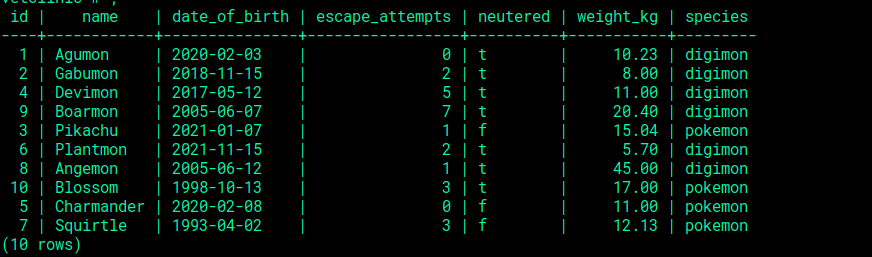 id |    name    | date_of_birth | escape_attempts | neutered | weight_kg | species
----+------------+---------------+-----------------+----------+-----------+---------
  1 | Agumon     | 2020-02-03    |               0 | t        |     10.23 | digimon
  2 | Gabumon    | 2018-11-15    |               2 | t        |      8.00 | digimon
  4 | Devimon    | 2017-05-12    |               5 | t        |     11.00 | digimon
  9 | Boarmon    | 2005-06-07    |               7 | t        |     20.40 | digimon
  3 | Pikachu    | 2021-01-07    |               1 | f        |     15.04 | pokemon
  6 | Plantmon   | 2021-11-15    |               2 | t        |      5.70 | digimon
  8 | Angemon    | 2005-06-12    |               1 | t        |     45.00 | digimon
 10 | Blossom    | 1998-10-13    |               3 | t        |     17.00 | pokemon
  5 | Charmander | 2020-02-08    |               0 | f        |     11.00 | pokemon
  7 | Squirtle   | 1993-04-02    |               3 | f        |     12.13 | pokemon
(10 rows)